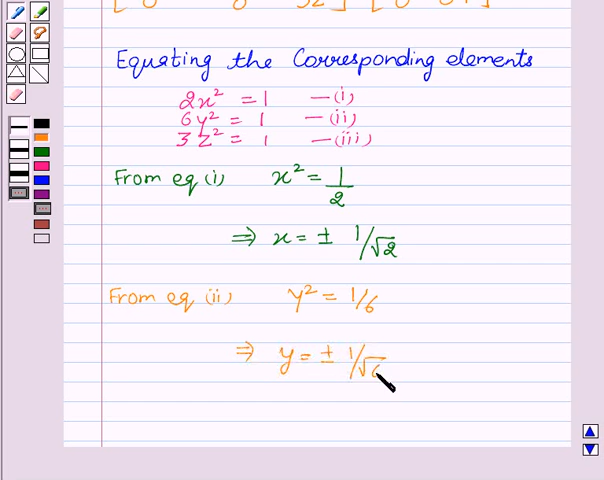 Equating the Corresponding elements
2x² = 1 —(i)
6y² = 1 —(ii)
3z² = 1 —(iii)
From eq (i) x² = 1/2
⇒ x = ± 1/√2
From eq (ii) y² = 1/6
⇒ y = ± 1/√6